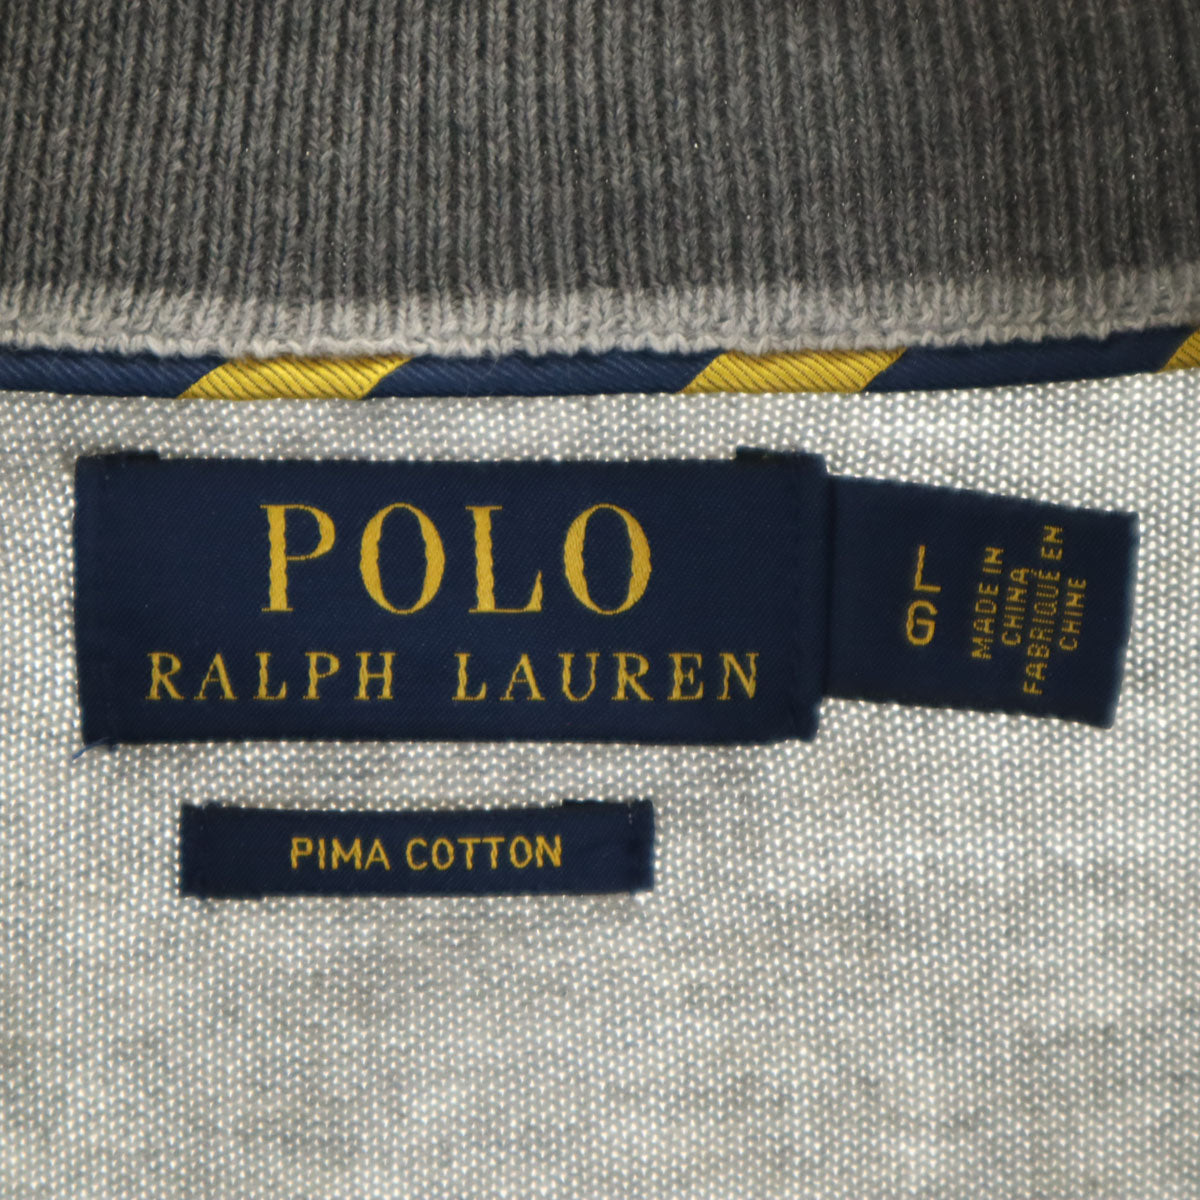 POLO
RALPH LAUREN
L
G
MADE IN
CHINA
FABRIQUÉ EN
CHINE
PIMA COTTON